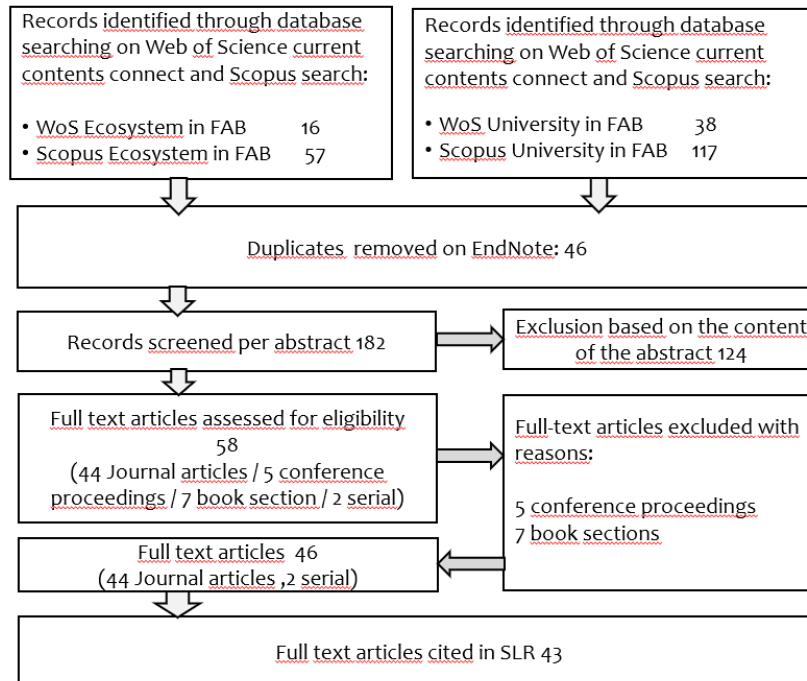 Records identified through database
searching on Web of Science current
contents connect and Scopus search:
• WoS Ecosystem in FAB 16
• Scopus Ecosystem in FAB 57
Records identified through database
searching on Web of Science current
contents connect and Scopus search:
• WoS University in FAB 38
• Scopus University in FAB 117
Duplicates removed on EndNote: 46
Records screened per abstract 182
Exclusion based on the content
of the abstract 124
Full text articles assessed for eligibility
58
(44 Journal articles / 5 conference
proceedings / 7 book section / 2 serial)
Full-text articles excluded with
reasons:
5 conference proceedings
7 book sections
Full text articles 46
(44 Journal articles ,2 serial)
Full text articles cited in SLR 43